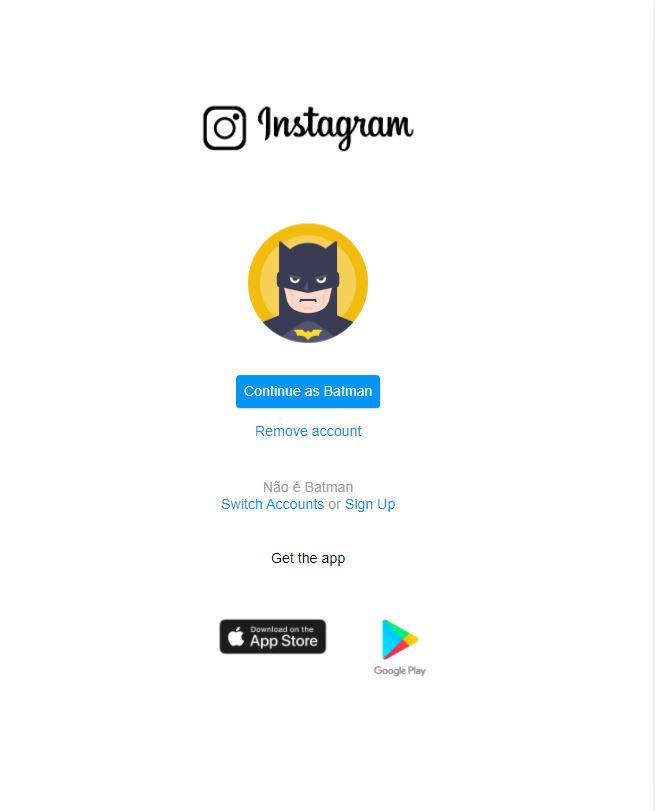 Instagram
Continue as Batman
Remove account
Não é Batman
Switch Accounts or Sign Up
Get the app
Download on the
App Store
Google Play